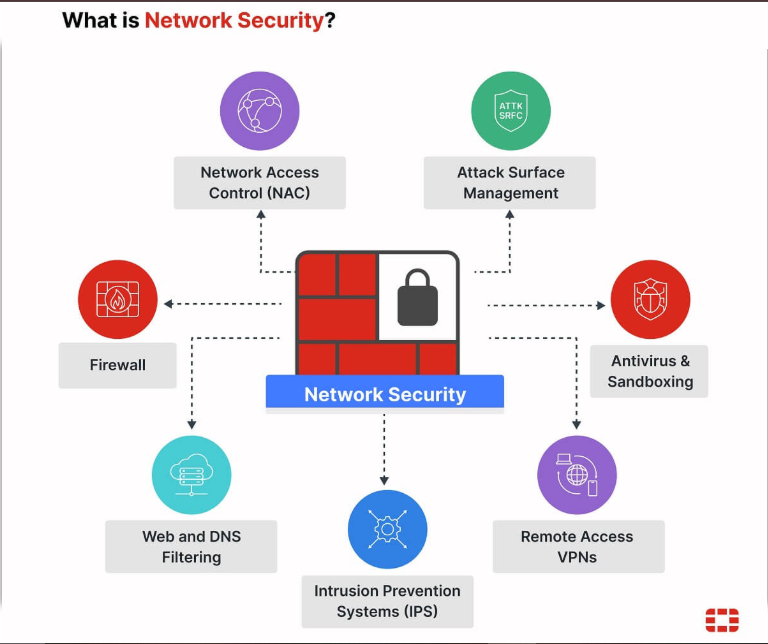 What is Network Security?
ATTK
SRFC
Network Access
Control (NAC)
Attack Surface
Management
Firewall
Antivirus &
Sandboxing
Network Security
Web and DNS
Filtering
Remote Access
VPNs
Intrusion Prevention
Systems (IPS)